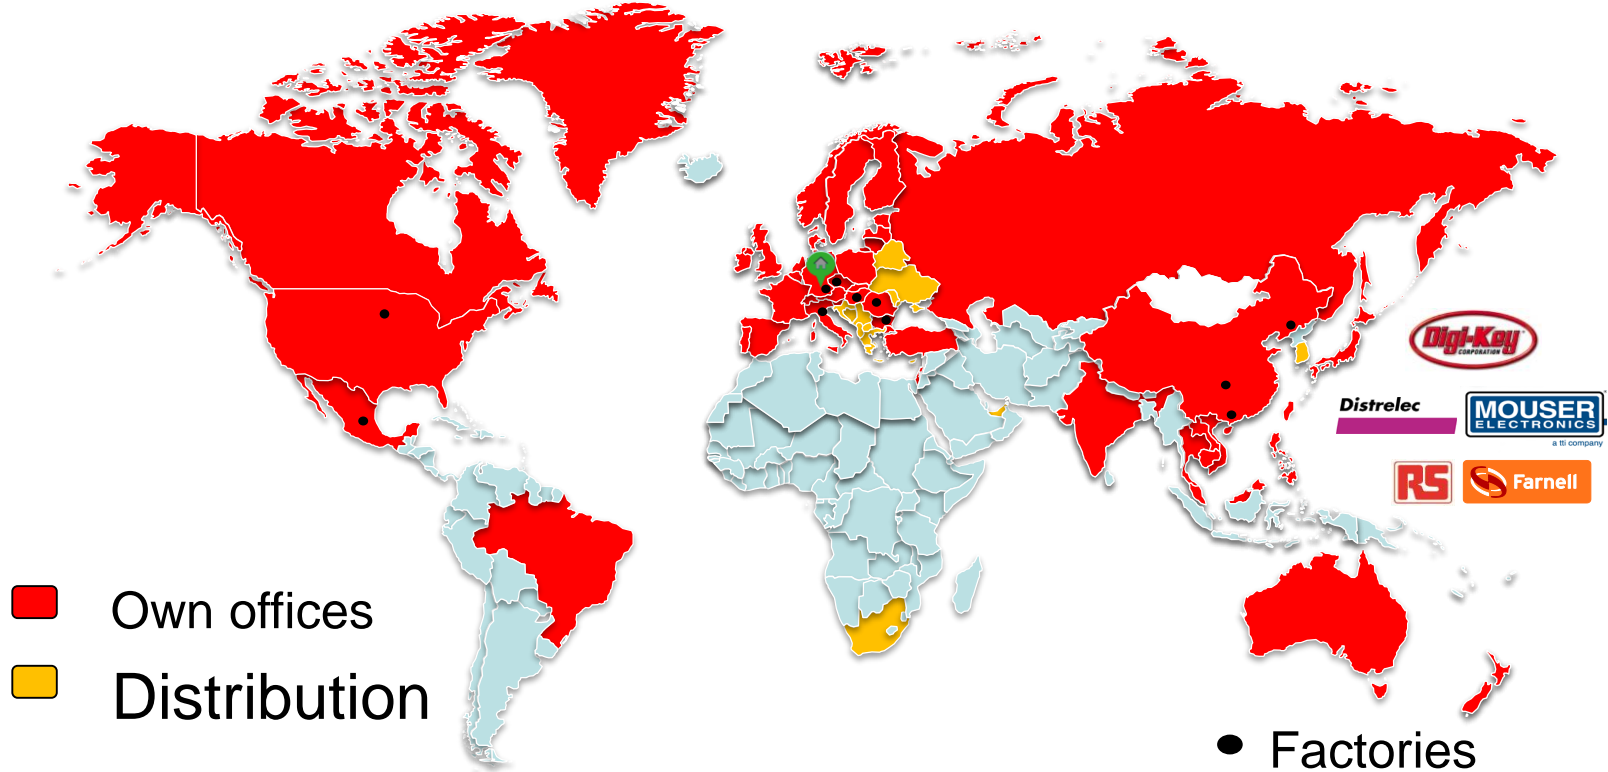 Digi-Key
CORPORATION
Distrelec
MOUSER
ELECTRONICS
a tti company
RS
Farnell
Own offices
Distribution
Factories